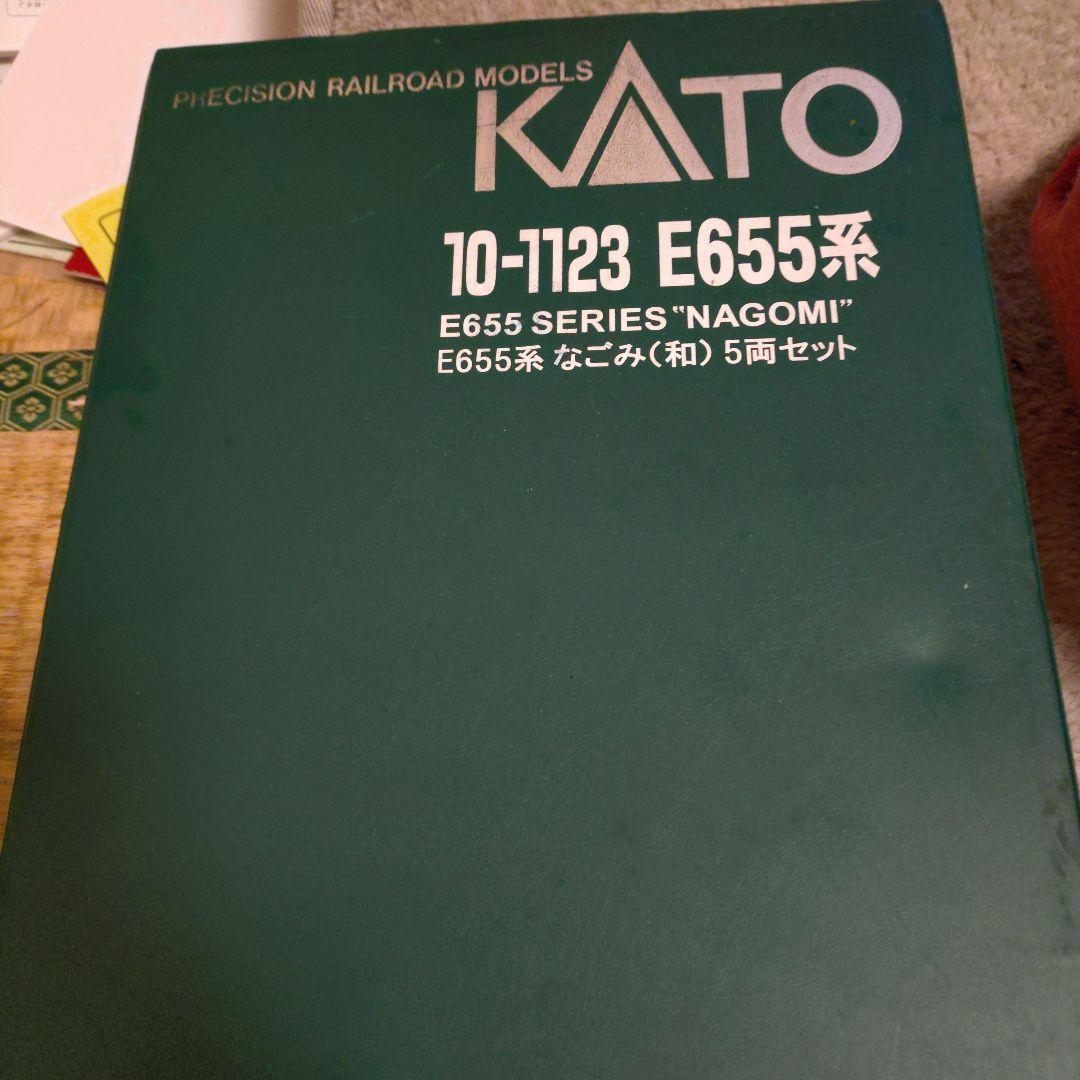 PRECISION RAILROAD MODELS
KATO
10-1123 E655系
E655 SERIES "NAGOMI"
E655系 なごみ(和) 5両セット